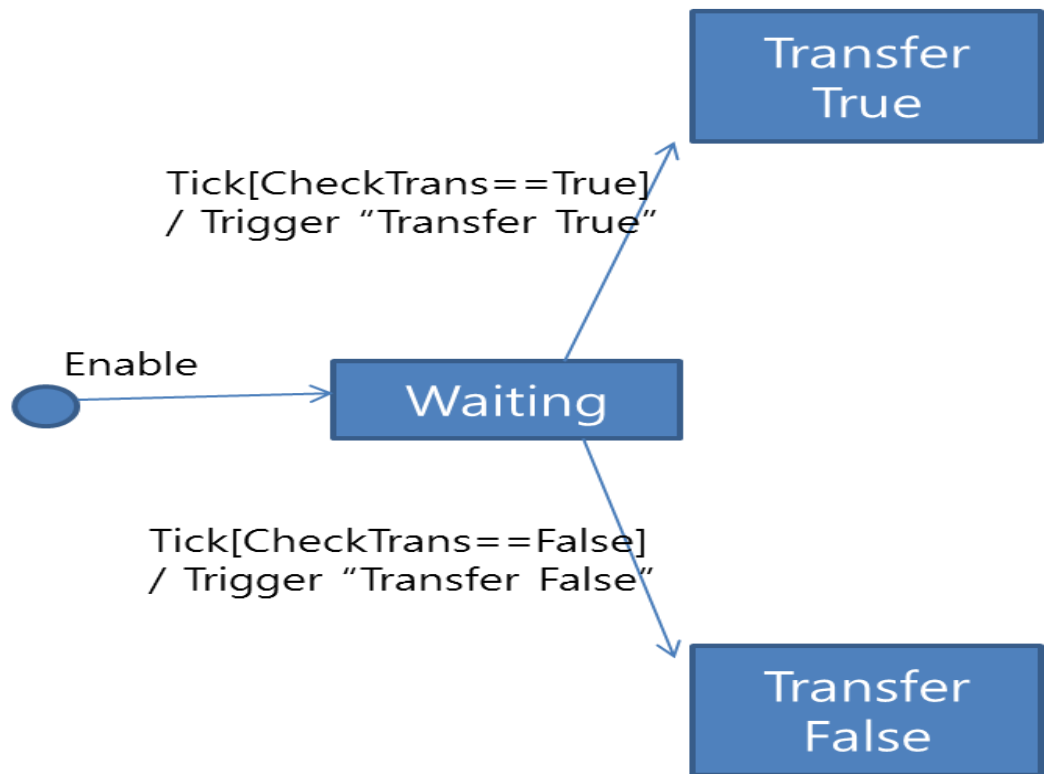 Transfer
True
Tick[CheckTrans==True]
/ Trigger “Transfer True”
Enable
Waiting
Tick[CheckTrans==False]
/ Trigger “Transfer False”
Transfer
False